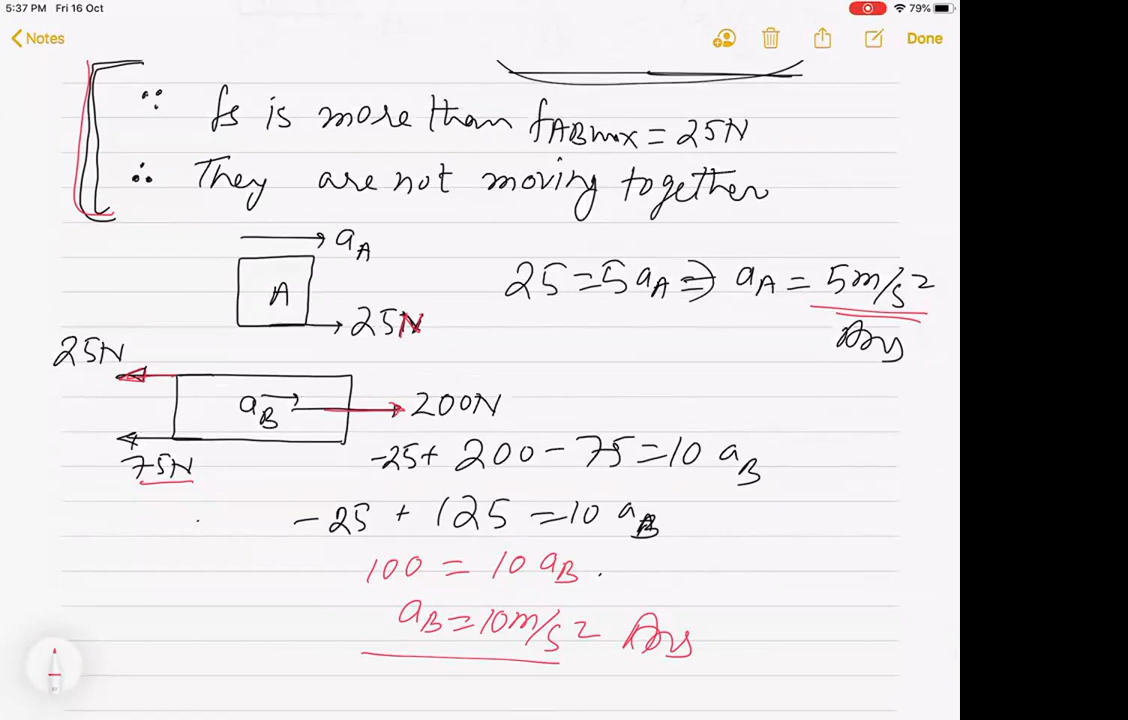 5:37 PM Fri 16 Oct
79%
Notes
Done
∵ fs is more than fABmax = 25N
∴ They are not moving together
aA
A
25N
25 = 5aA ⇒ aA = 5m/s2
Ans
25N
aB
200N
75N
-25+ 200 - 75 = 10 aB
-25 + 125 = 10 aB
100 = 10 aB .
aB = 10m/s2 Ans